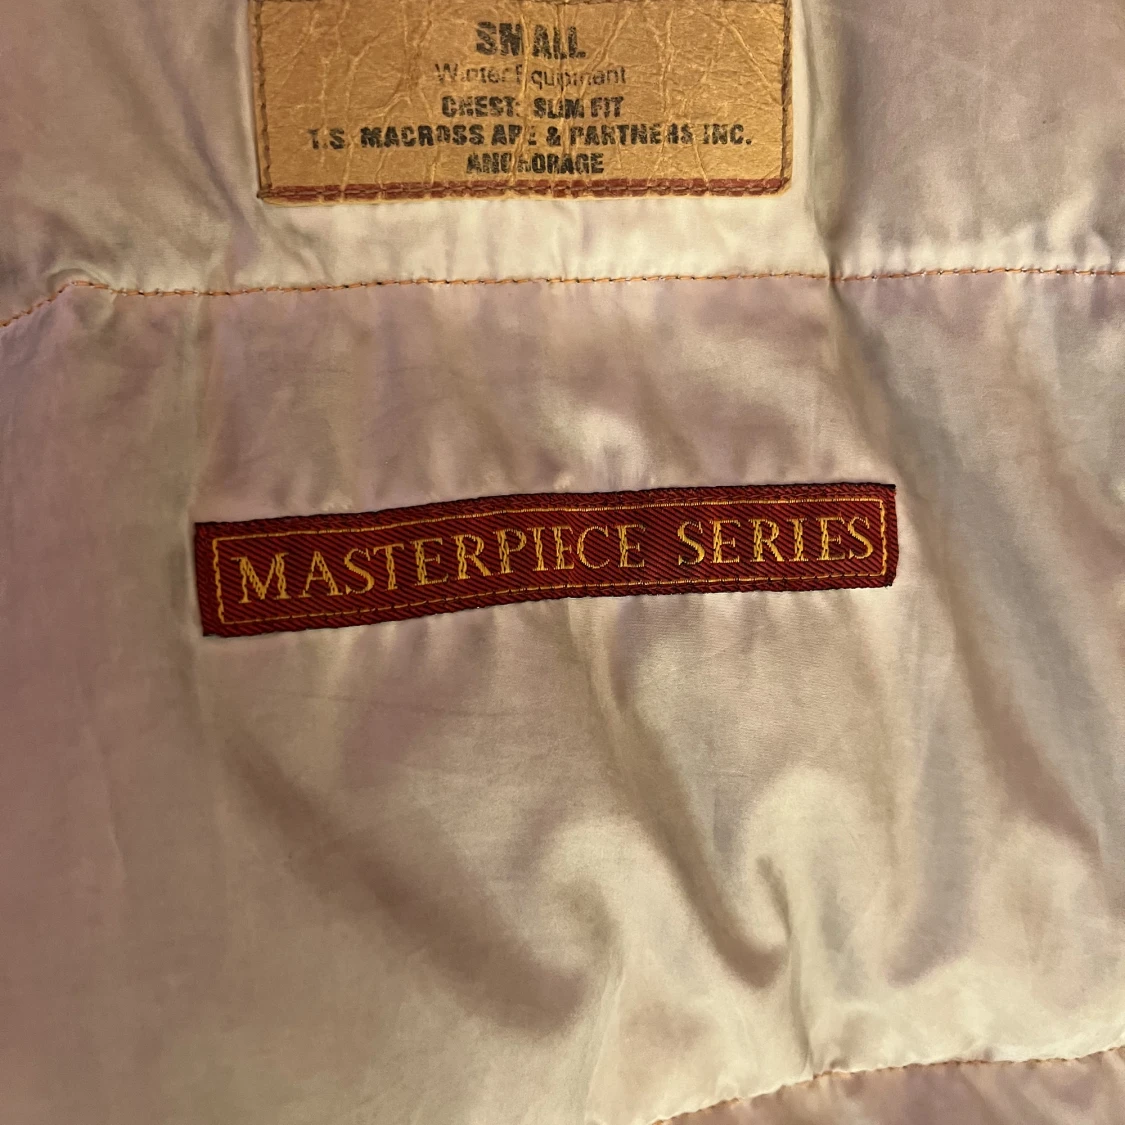 SMALL
Winter Equipment
CHEST: SLIM FIT
T.S. MACROSS APE & PARTNERS INC.
ANCHORAGE
MASTERPIECE SERIES